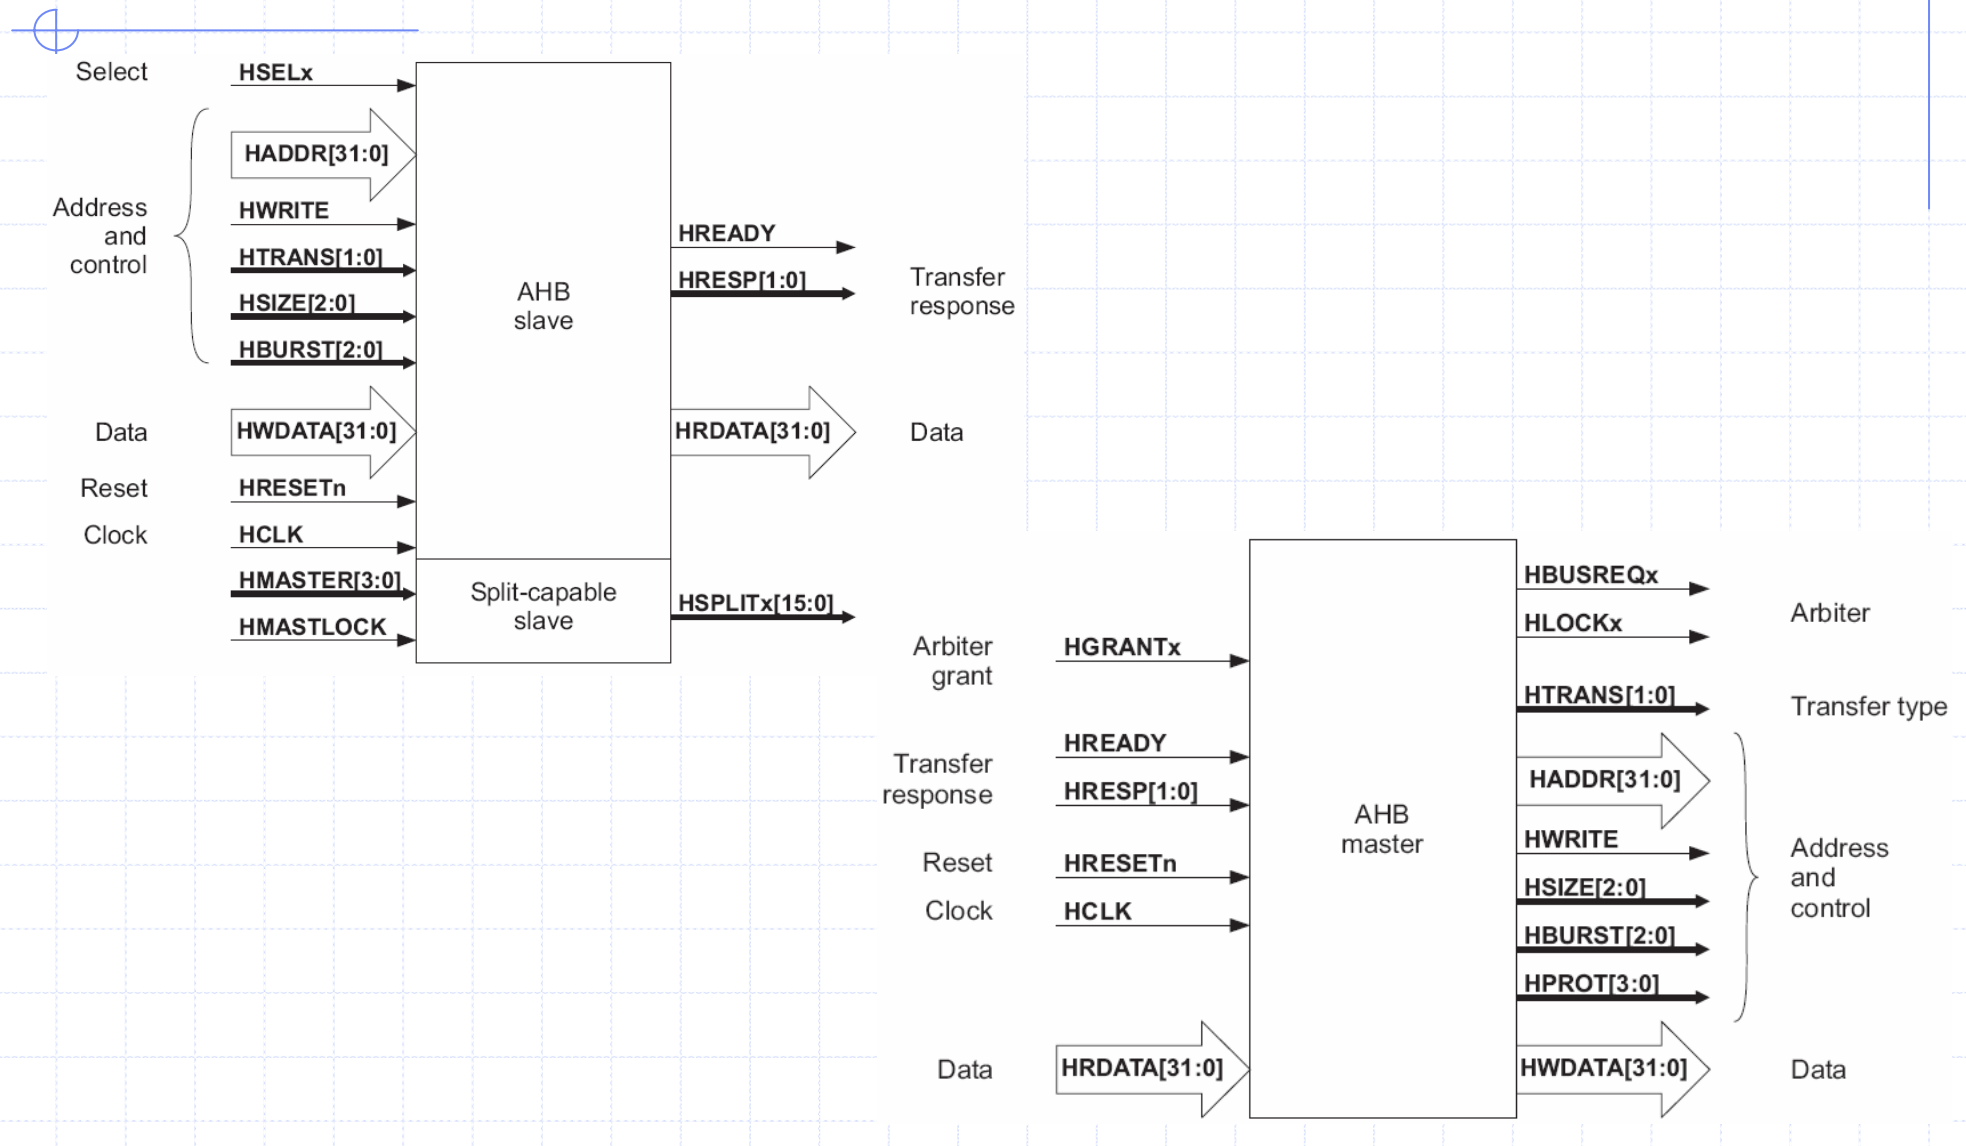 Select
HSELx
HADDR[31:0]
Address
and
control
HWRITE
HTRANS[1:0]
HSIZE[2:0]
HBURST[2:0]
Data
HWDATA[31:0]
Reset
HRESETn
Clock
HCLK
HMASTER[3:0]
HMASTLOCK
AHB
slave
Split-capable
slave
HREADY
HRESP[1:0]
Transfer
response
HRDATA[31:0]
Data
HSPLITx[15:0]
Arbiter
grant
HGRANTx
Transfer
response
HREADY
HRESP[1:0]
Reset
HRESETn
Clock
HCLK
Data
HRDATA[31:0]
AHB
master
HBUSREQx
HLOCKx
Arbiter
HTRANS[1:0]
Transfer type
HADDR[31:0]
HWRITE
HSIZE[2:0]
HBURST[2:0]
HPROT[3:0]
Address
and
control
HWDATA[31:0]
Data